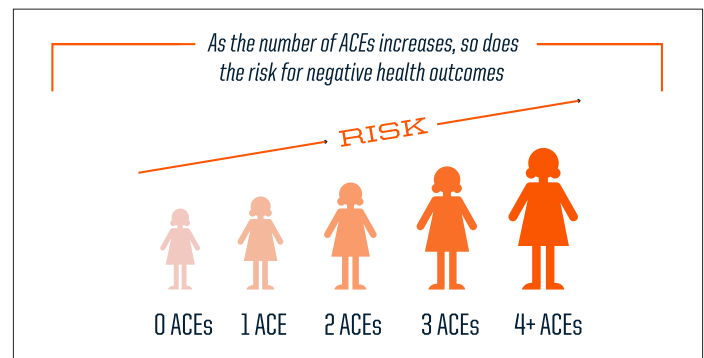 As the number of ACEs increases, so does
the risk for negative health outcomes
RISK
0 ACEs 1 ACE 2 ACEs 3 ACEs 4+ ACEs